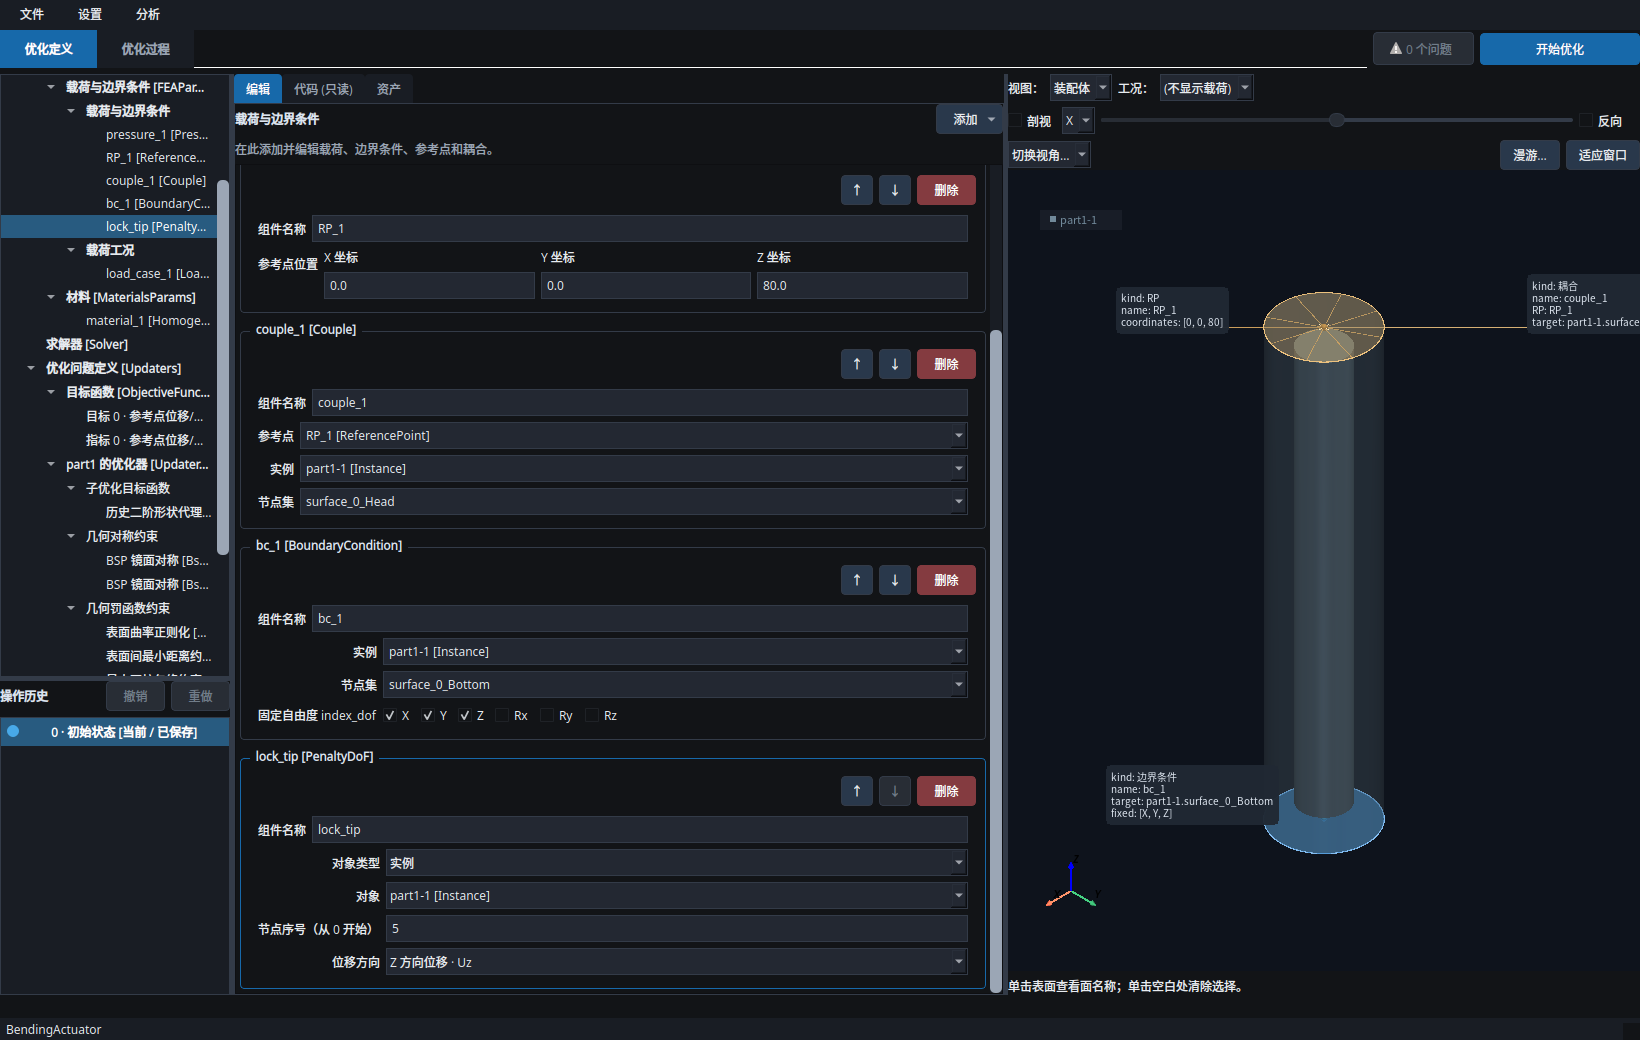 文件 设置 分析
优化定义 优化过程
0 个问题 开始优化
载荷与边界条件 [FEAPar...
载荷与边界条件
pressure_1 [Pres...
RP_1 [Reference...
couple_1 [Couple]
bc_1 [BoundaryC...
lock_tip [Penalty...
载荷工况
load_case_1 [Loa...
材料 [MaterialsParams]
material_1 [Homoge...
求解器 [Solver]
优化问题定义 [Updaters]
目标函数 [ObjectiveFunc...
目标 0 · 参考点位移/...
指标 0 · 参考点位移/...
part1 的优化器 [Updater...
子优化目标函数
历史二阶形状代理...
几何对称约束
BSP 镜面对称 [Bs...
BSP 镜面对称 [Bs...
几何罚函数约束
表面曲率正则化 [...
表面间最小距离约...
操作历史 撤销 重做
0 · 初始状态 [当前 / 已保存]
编辑 代码 (只读) 资产
载荷与边界条件 添加
在此添加并编辑载荷、边界条件、参考点和耦合。
↑ ↓ 删除
组件名称 RP_1
参考点位置 X 坐标 Y 坐标 Z 坐标
0.0 0.0 80.0
couple_1 [Couple]
↑ ↓ 删除
组件名称 couple_1
参考点 RP_1 [ReferencePoint]
实例 part1-1 [Instance]
节点集 surface_0_Head
bc_1 [BoundaryCondition]
↑ ↓ 删除
组件名称 bc_1
实例 part1-1 [Instance]
节点集 surface_0_Bottom
固定自由度 index_dof X Y Z Rx Ry Rz
lock_tip [PenaltyDoF]
↑ ↓ 删除
组件名称 lock_tip
对象类型 实例
对象 part1-1 [Instance]
节点序号（从 0 开始） 5
位移方向 Z 方向位移 · Uz
视图： 装配体 工况： (不显示载荷)
剖视 X 反向
切换视角... 漫游... 适应窗口
part1-1
kind: RP
name: RP_1
coordinates: [0, 0, 80]
kind: 耦合
name: couple_1
RP: RP_1
target: part1-1.surface
kind: 边界条件
name: bc_1
target: part1-1.surface_0_Bottom
fixed: [X, Y, Z]
单击表面查看面名称；单击空白处清除选择。
BendingActuator